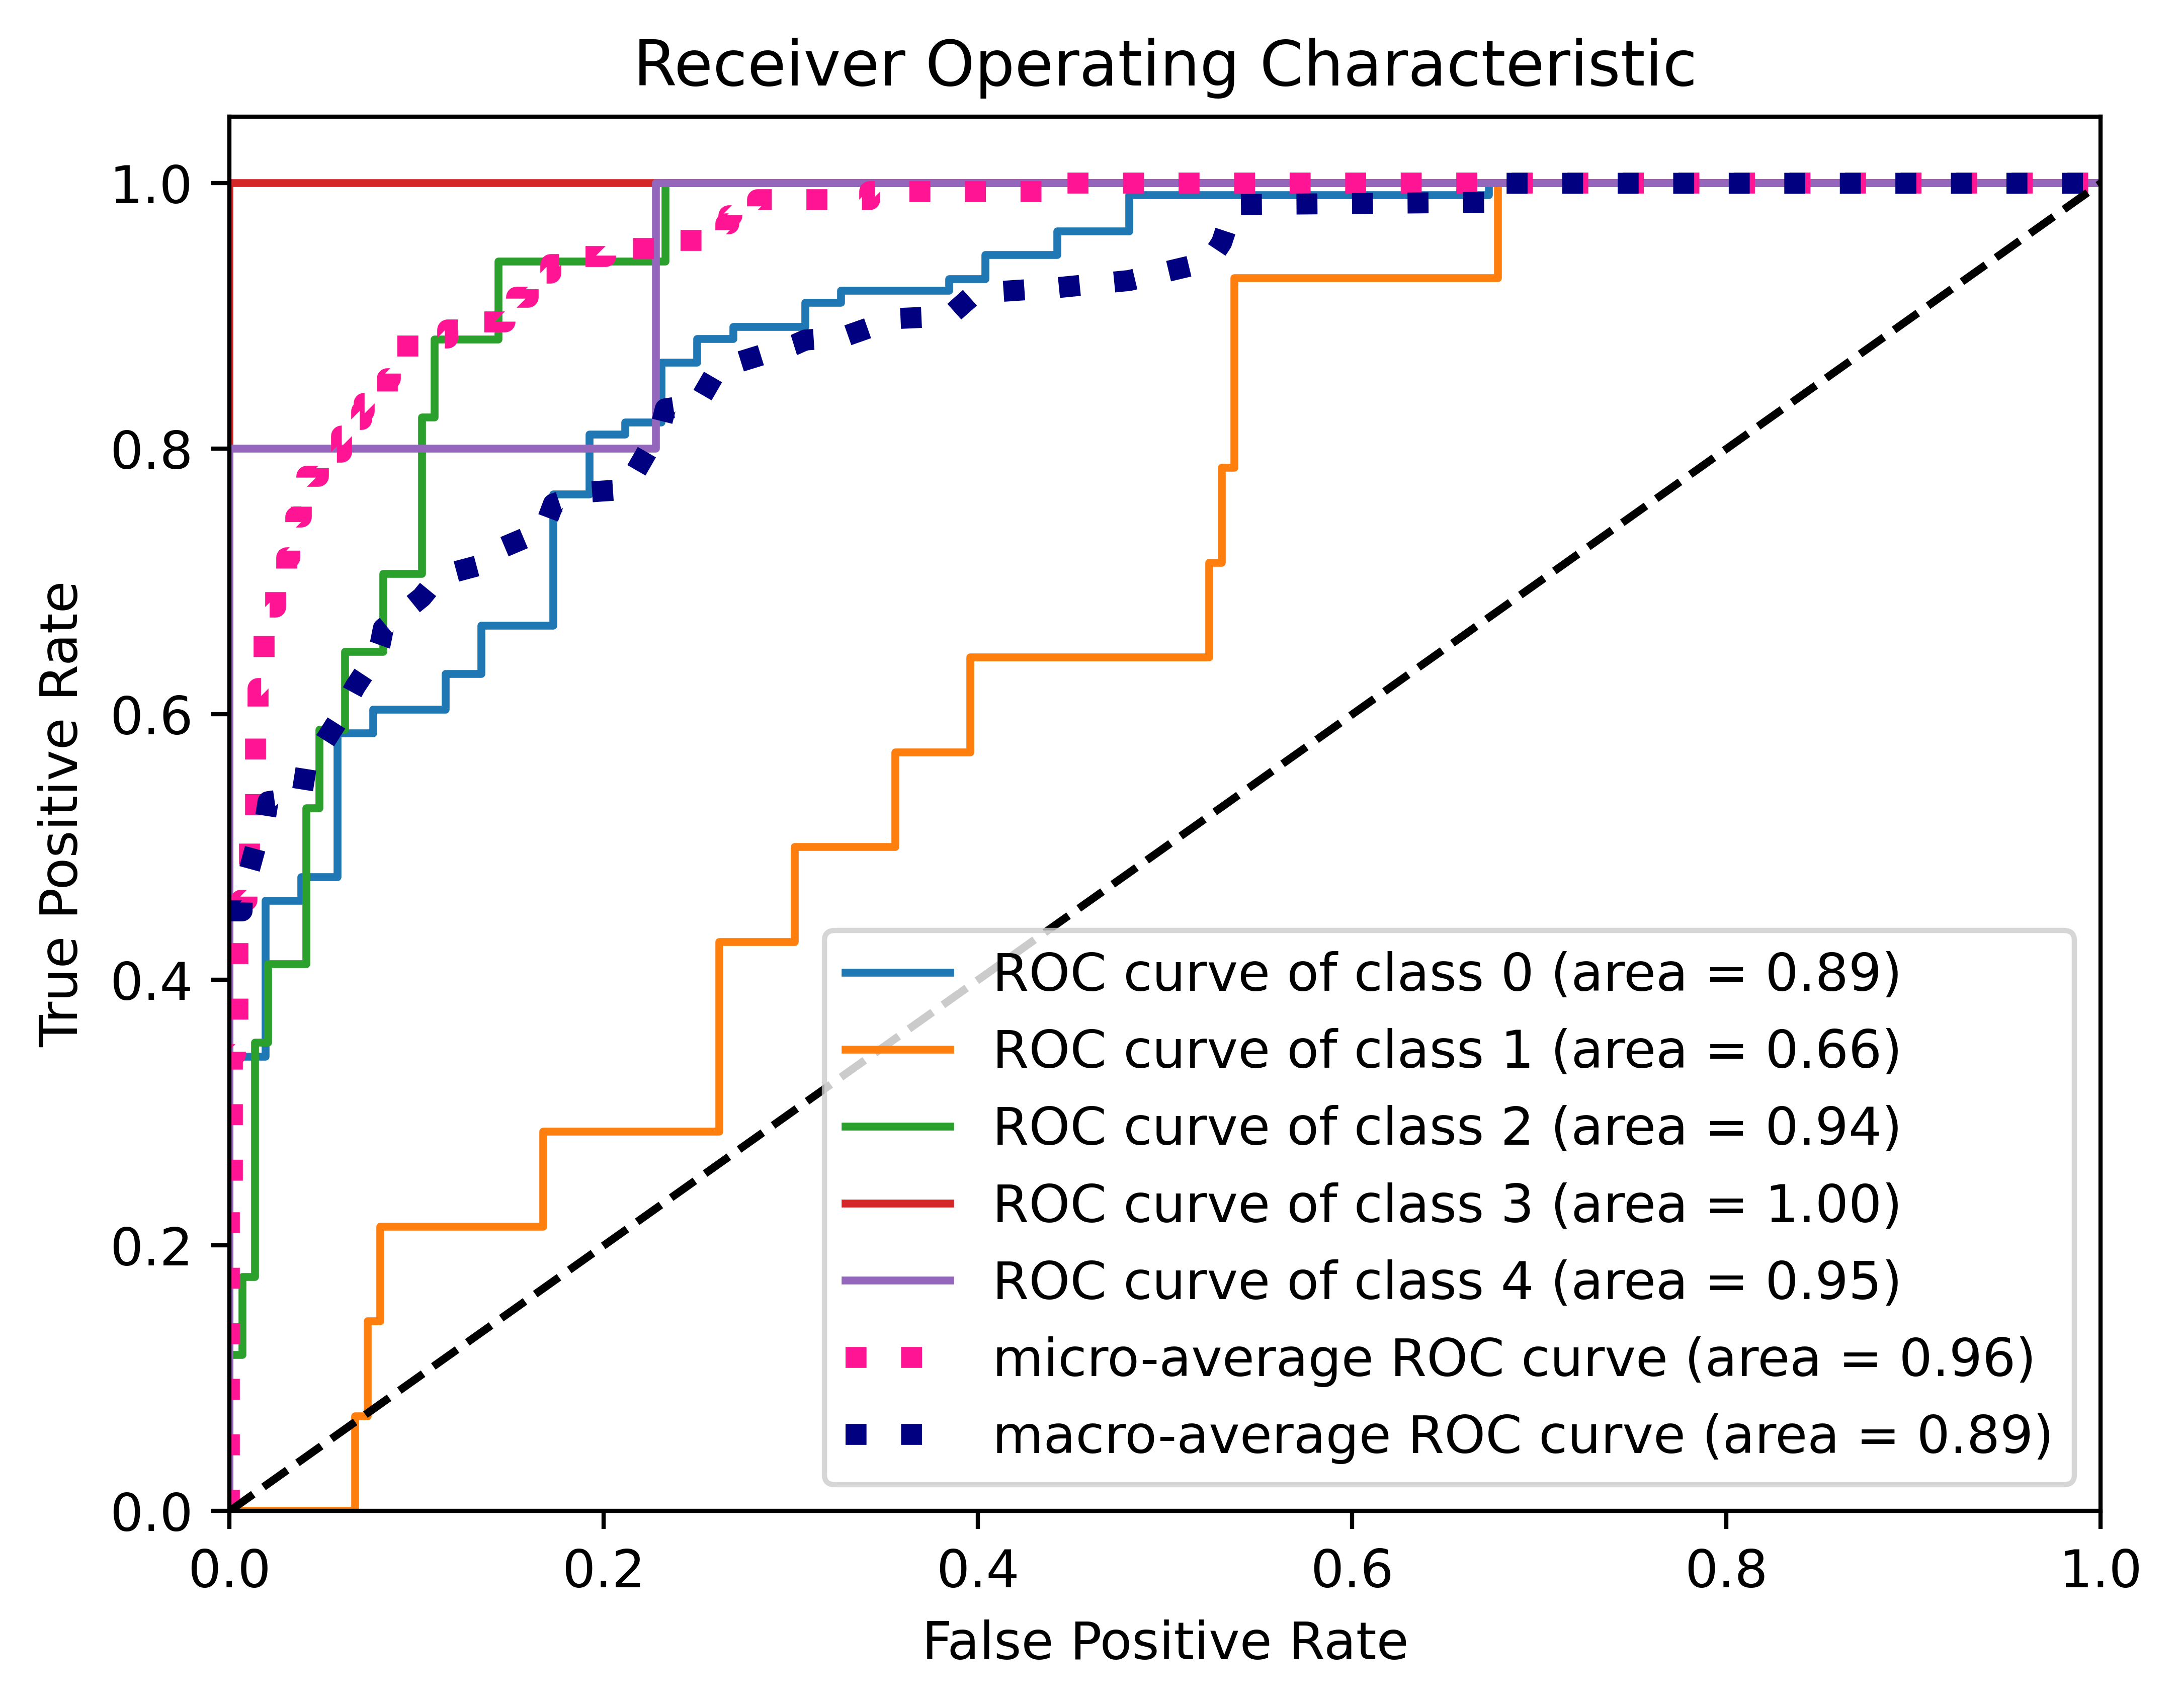 Receiver Operating Characteristic
True Positive Rate
1.0
0.8
0.6
0.4
0.2
0.0
ROC curve of class 0 (area = 0.89)
ROC curve of class 1 (area = 0.66)
ROC curve of class 2 (area = 0.94)
ROC curve of class 3 (area = 1.00)
ROC curve of class 4 (area = 0.95)
micro-average ROC curve (area = 0.96)
macro-average ROC curve (area = 0.89)
0.0 0.2 0.4 0.6 0.8 1.0
False Positive Rate